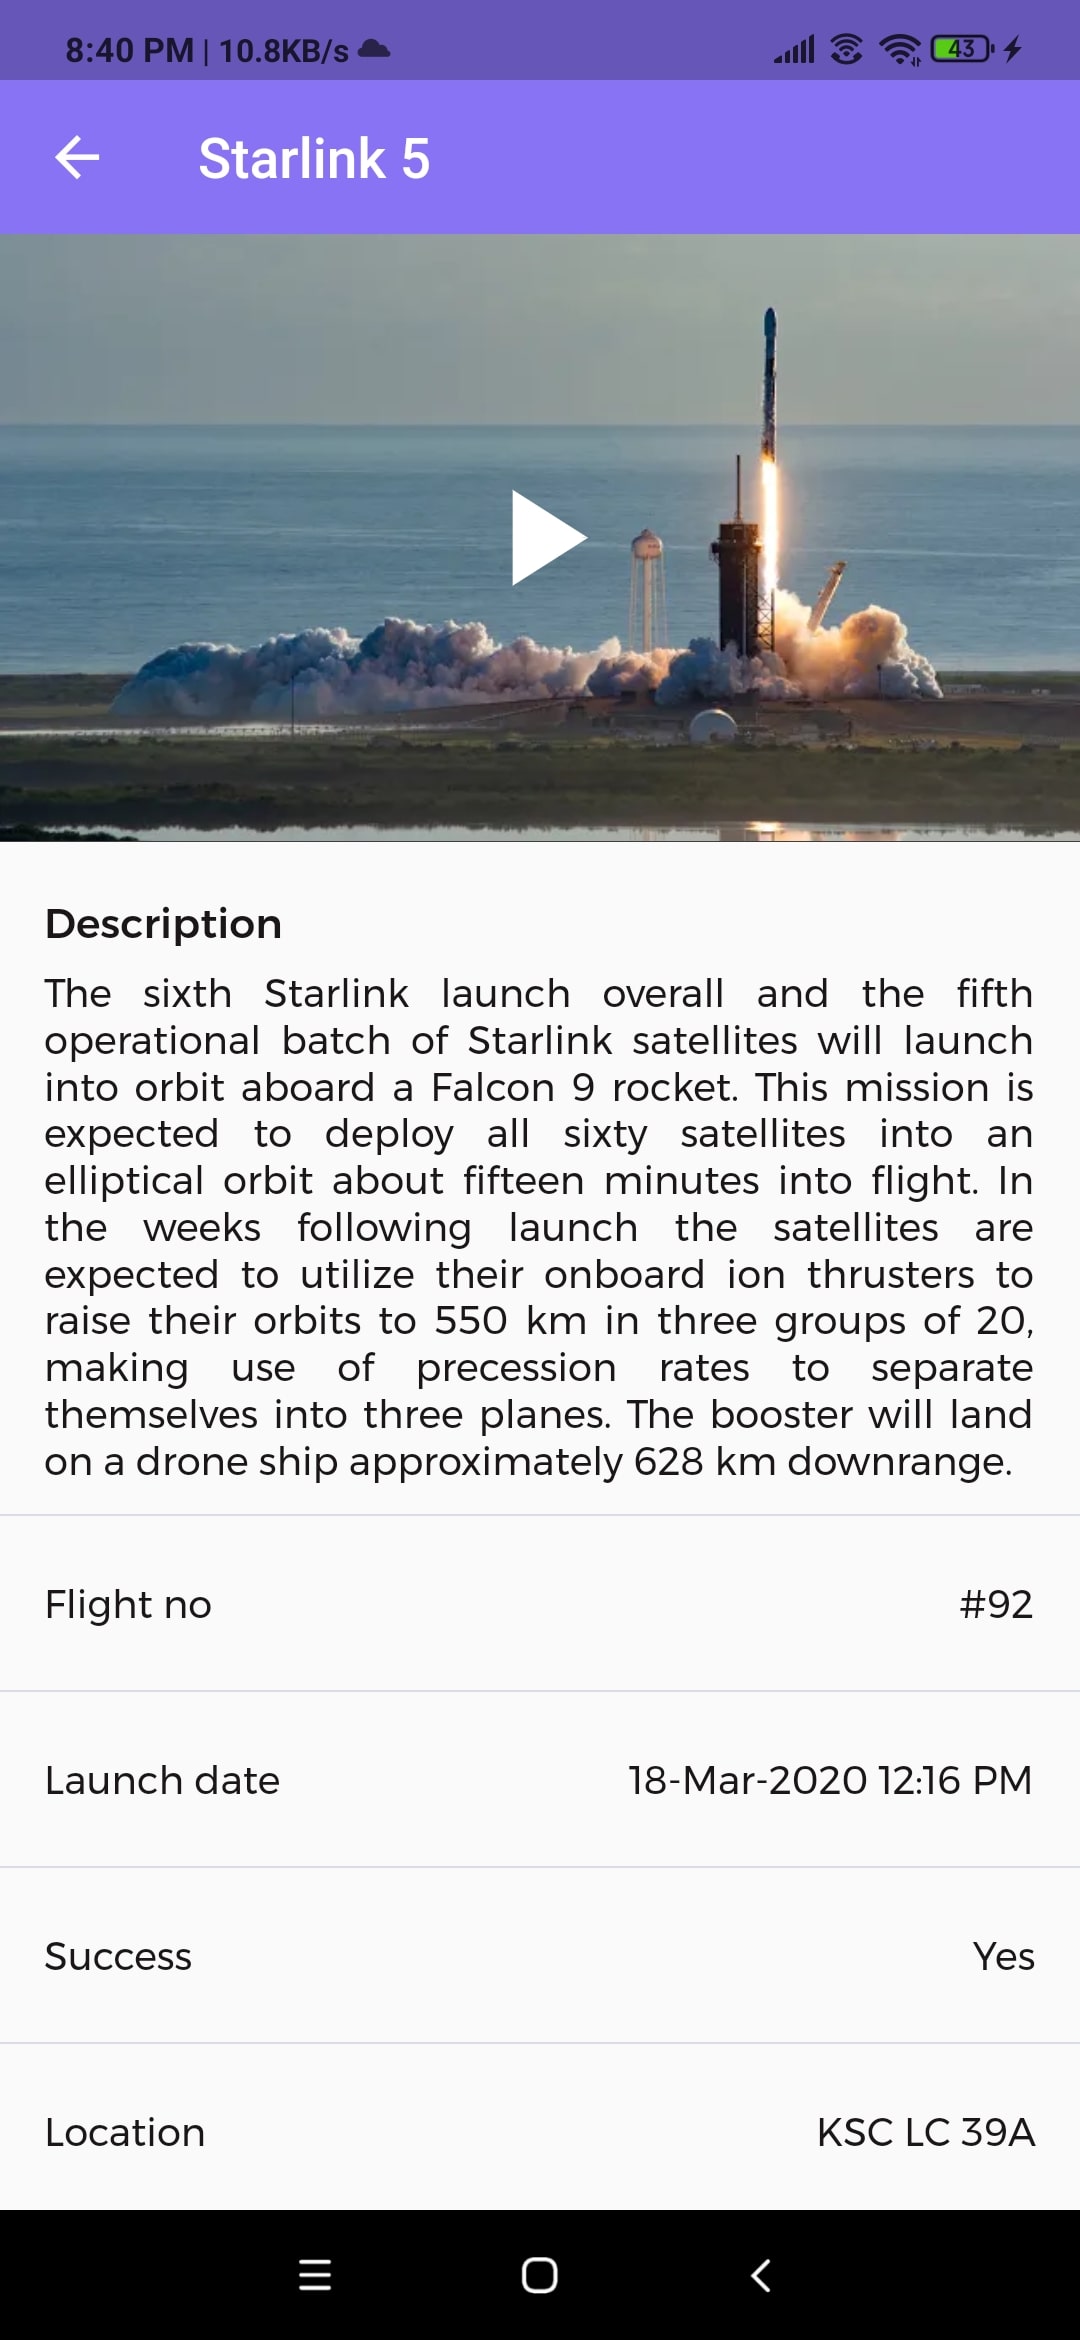 8:40 PM | 10.8KB/s
43
Starlink 5
Description
The sixth Starlink launch overall and the fifth
operational batch of Starlink satellites will launch
into orbit aboard a Falcon 9 rocket. This mission is
expected to deploy all sixty satellites into an
elliptical orbit about fifteen minutes into flight. In
the weeks following launch the satellites are
expected to utilize their onboard ion thrusters to
raise their orbits to 550 km in three groups of 20,
making use of precession rates to separate
themselves into three planes. The booster will land
on a drone ship approximately 628 km downrange.
Flight no #92
Launch date 18-Mar-2020 12:16 PM
Success Yes
Location KSC LC 39A